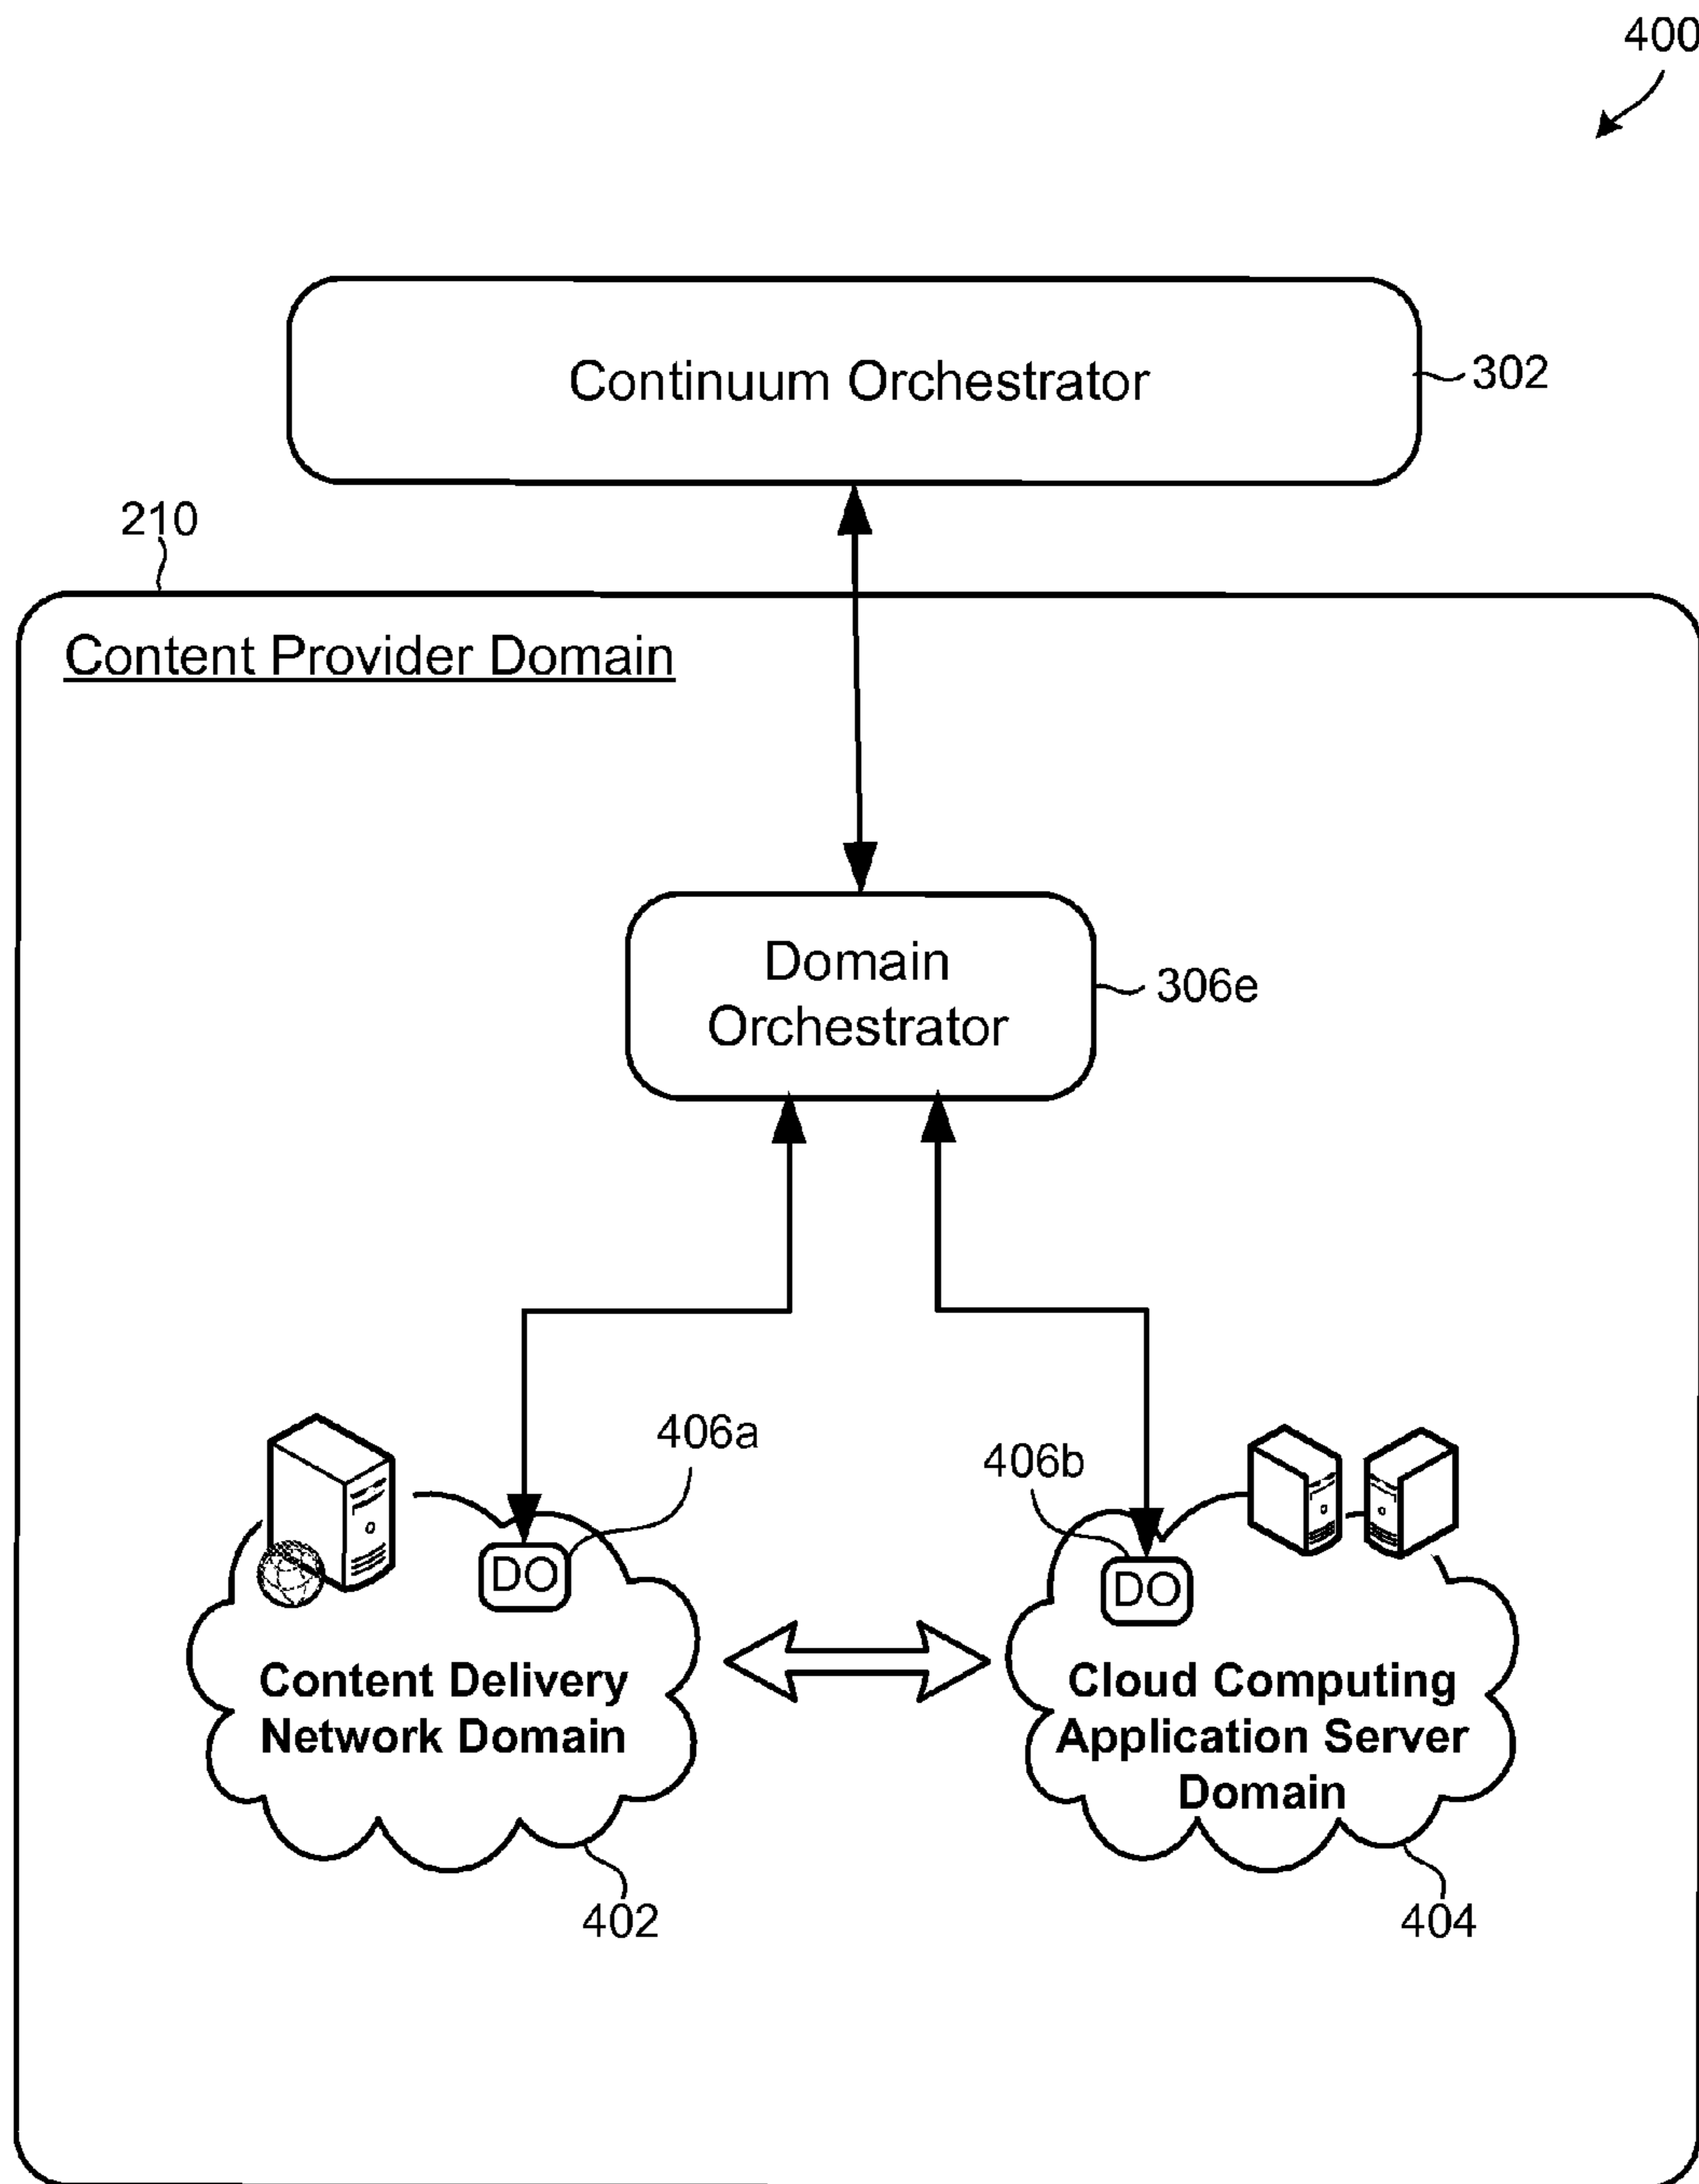 400
Continuum Orchestrator
302
210
Content Provider Domain
Domain
Orchestrator
306e
406a
406b
DO
DO
Content Delivery
Network Domain
Cloud Computing
Application Server
Domain
402
404